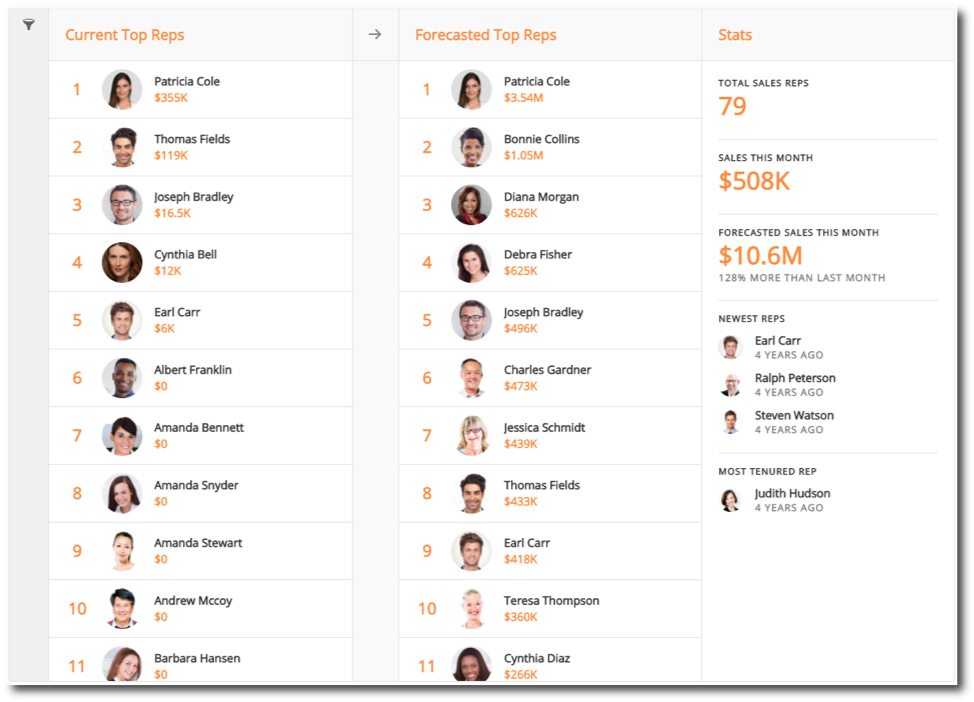 Current Top Reps
1
Patricia Cole
$355K
2
Thomas Fields
$119K
3
Joseph Bradley
$16.5K
4
Cynthia Bell
$12K
5
Earl Carr
$6K
6
Albert Franklin
$0
7
Amanda Bennett
$0
8
Amanda Snyder
$0
9
Amanda Stewart
$0
10
Andrew Mccoy
$0
11
Barbara Hansen
$0
Forecasted Top Reps
1
Patricia Cole
$3.54M
2
Bonnie Collins
$1.05M
3
Diana Morgan
$626K
4
Debra Fisher
$625K
5
Joseph Bradley
$496K
6
Charles Gardner
$473K
7
Jessica Schmidt
$439K
8
Thomas Fields
$433K
9
Earl Carr
$418K
10
Teresa Thompson
$360K
11
Cynthia Diaz
$266K
Stats
TOTAL SALES REPS
79
SALES THIS MONTH
$508K
FORECASTED SALES THIS MONTH
$10.6M
128% MORE THAN LAST MONTH
NEWEST REPS
Earl Carr
4 YEARS AGO
Ralph Peterson
4 YEARS AGO
Steven Watson
4 YEARS AGO
MOST TENURED REP
Judith Hudson
4 YEARS AGO